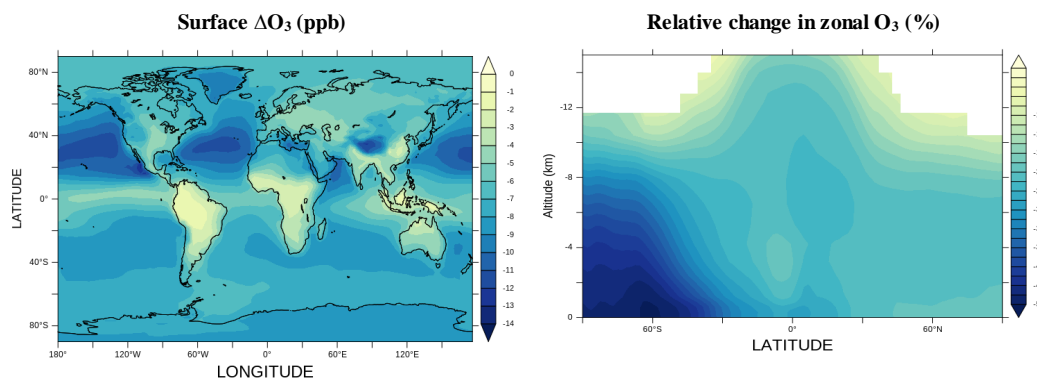 Surface ΔO₃ (ppb)
80°N
40°N
0°
40°S
80°S
LATITUDE
180°
120°W
60°W
0°
60°E
120°E
LONGITUDE
0
-1
-2
-3
-4
-5
-6
-7
-8
-9
-10
-11
-12
-13
-14
Relative change in zonal O₃ (%)
-12
-8
-4
0
Altitude (km)
60°S
0°
60°N
LATITUDE